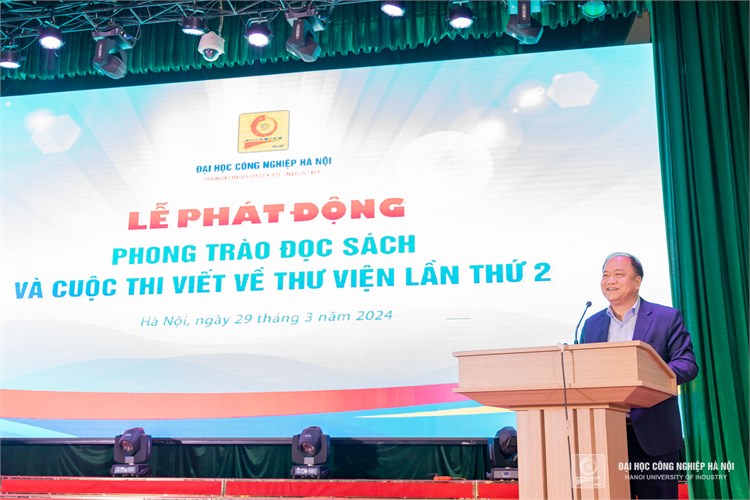 ĐẠI HỌC CÔNG NGHIỆP HÀ NỘI
HANOI UNIVERSITY OF INDUSTRY
LỄ PHÁT ĐỘNG
PHONG TRÀO ĐỌC SÁCH
VÀ CUỘC THI VIẾT VỀ THƯ VIỆN LẦN THỨ 2
Hà Nội, ngày 29 tháng 3 năm 2024
ĐẠI HỌC CÔNG NGHIỆP HÀ NỘI
HANOI UNIVERSITY OF INDUSTRY